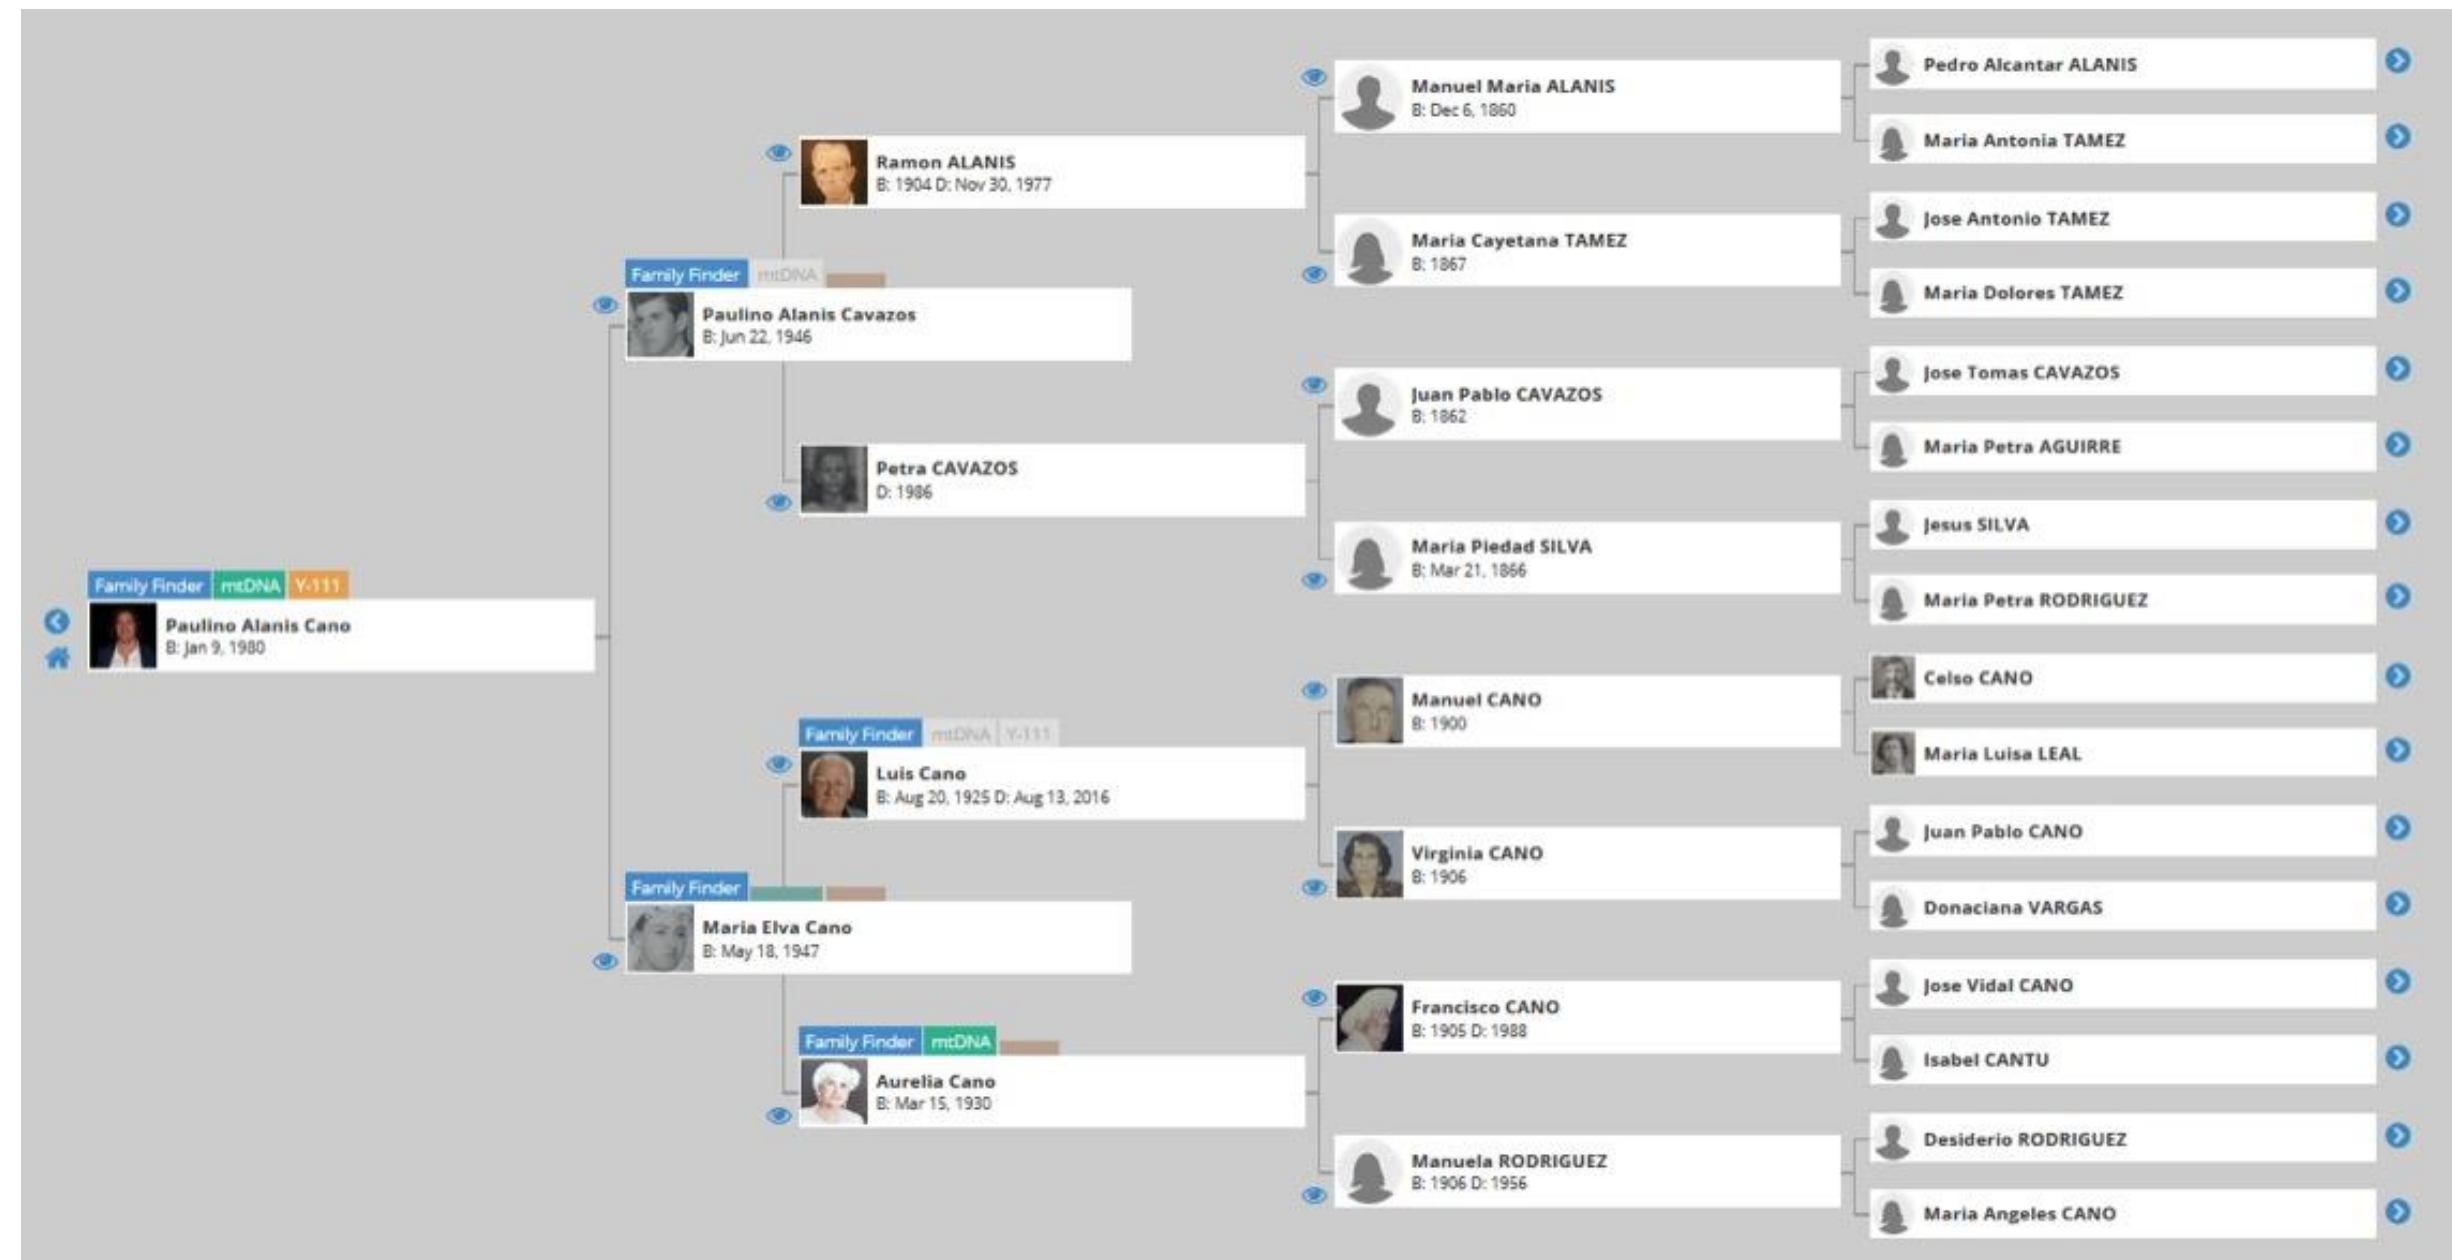 Family Finder mtDNA Y-111
Paulino Alanis Cano
B: Jan 9, 1980
Family Finder mtDNA
Paulino Alanis Cavazos
B: Jun 22, 1946
Family Finder
Maria Elva Cano
B: May 18, 1947
Ramon ALANIS
B: 1904 D: Nov 30, 1977
Petra CAVAZOS
D: 1986
Family Finder mtDNA Y-111
Luis Cano
B: Aug 20, 1925 D: Aug 13, 2016
Family Finder mtDNA
Aurelia Cano
B: Mar 15, 1930
Manuel Maria ALANIS
B: Dec 6, 1860
Maria Cayetana TAMEZ
B: 1867
Juan Pablo CAVAZOS
B: 1862
Maria Piedad SILVA
B: Mar 21, 1866
Manuel CANO
B: 1900
Virginia CANO
B: 1906
Francisco CANO
B: 1905 D: 1988
Manuela RODRIGUEZ
B: 1906 D: 1956
Pedro Alcantar ALANIS
Maria Antonia TAMEZ
Jose Antonio TAMEZ
Maria Dolores TAMEZ
Jose Tomas CAVAZOS
Maria Petra AGUIRRE
Jesus SILVA
Maria Petra RODRIGUEZ
Celso CANO
Maria Luisa LEAL
Juan Pablo CANO
Donaciana VARGAS
Jose Vidal CANO
Isabel CANTU
Desiderio RODRIGUEZ
Maria Angeles CANO